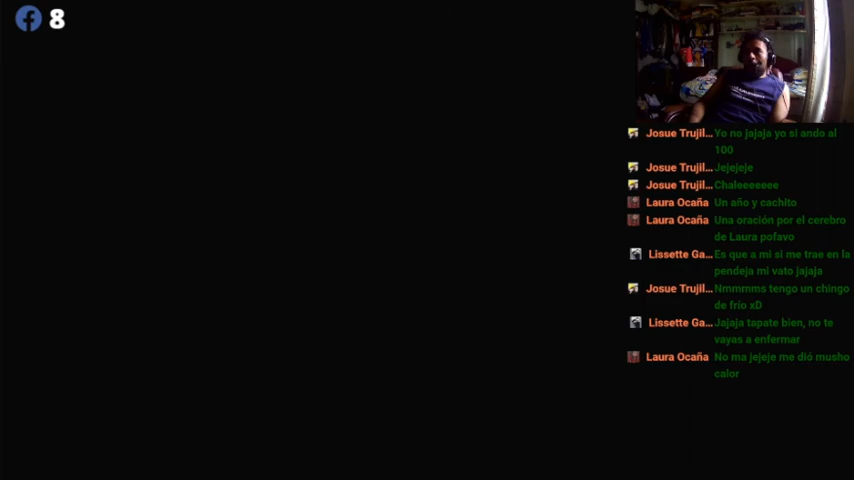 8
Josue Trujil... Yo no jajaja yo si ando al
100
Josue Trujil... Jejejeje
Josue Trujil... Chaleeeeeee
Laura Ocaña Un año y cachito
Laura Ocaña Una oración por el cerebro
de Laura pofavo
Lissette Ga... Es que a mi si me trae en la
pendeja mi vato jajaja
Josue Trujil... Nmmmms tengo un chingo
de frío xD
Lissette Ga... Jajaja tapate bien, no te
vayas a enfermar
Laura Ocaña No ma jejeje me dió musho
calor